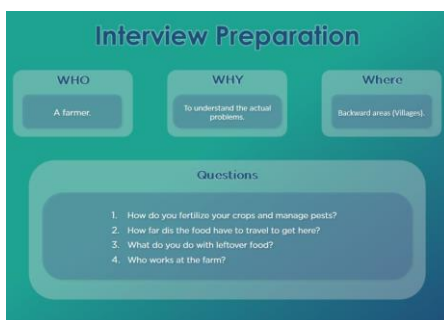 Interview Preparation
WHO
A farmer.
WHY
To understand the actual
problems.
Where
Backward areas (Villages).
Questions
1. How do you fertilize your crops and manage pests?
2. How far dis the food have to travel to get here?
3. What do you do with leftover food?
4. Who works at the farm?